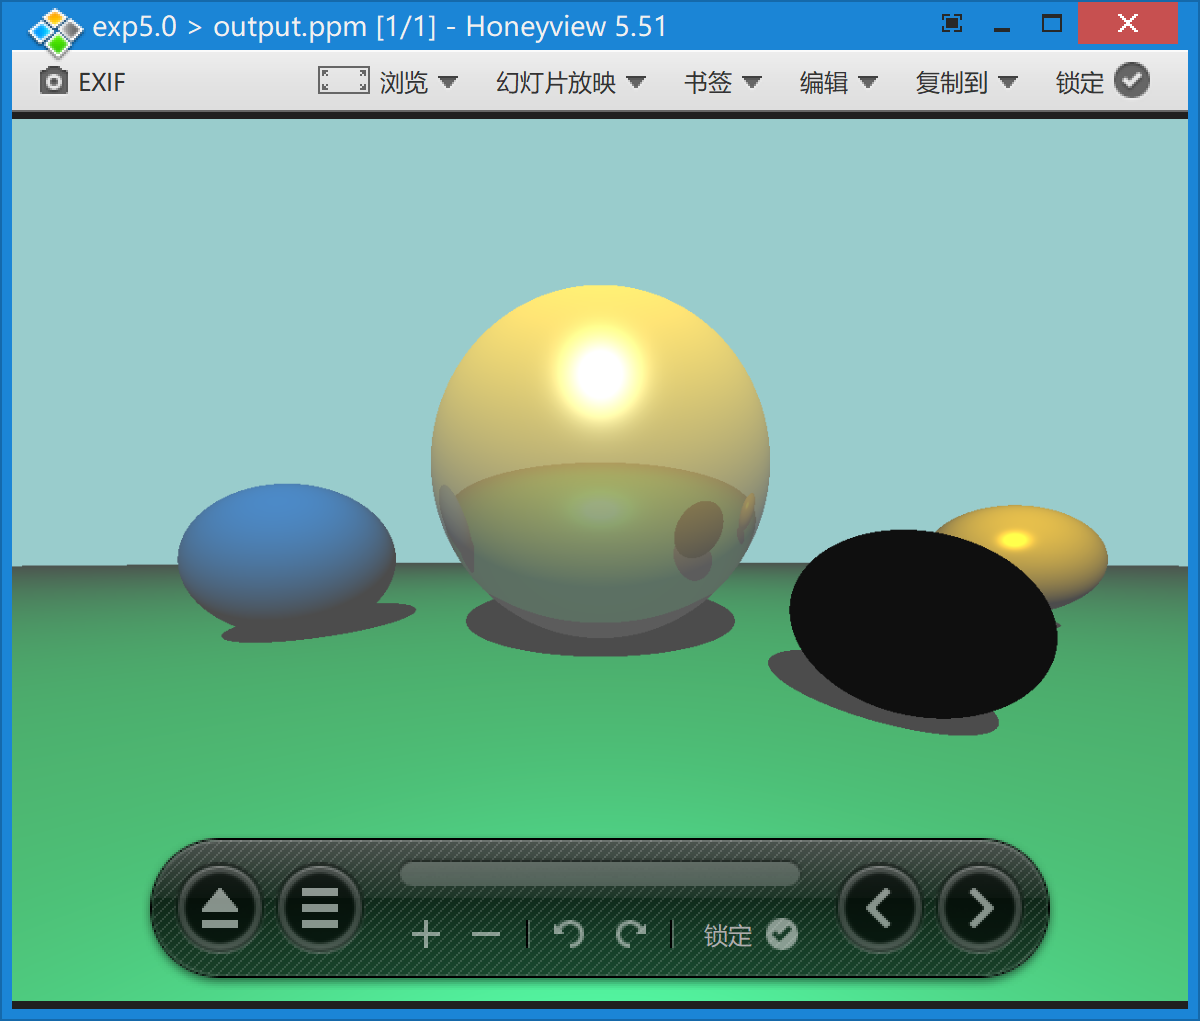 exp5.0 > output.ppm [1/1] - Honeyview 5.51
EXIF 浏览 幻灯片放映 书签 编辑 复制到 锁定
锁定